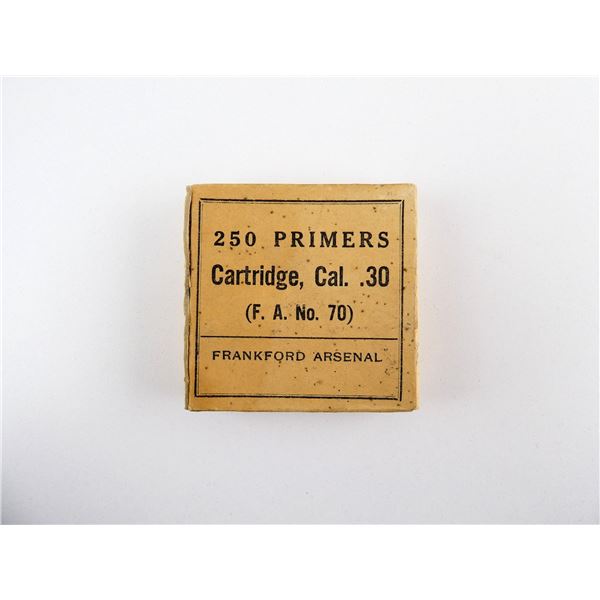 250 PRIMERS
Cartridge, Cal. .30
(F. A. No. 70)
FRANKFORD ARSENAL